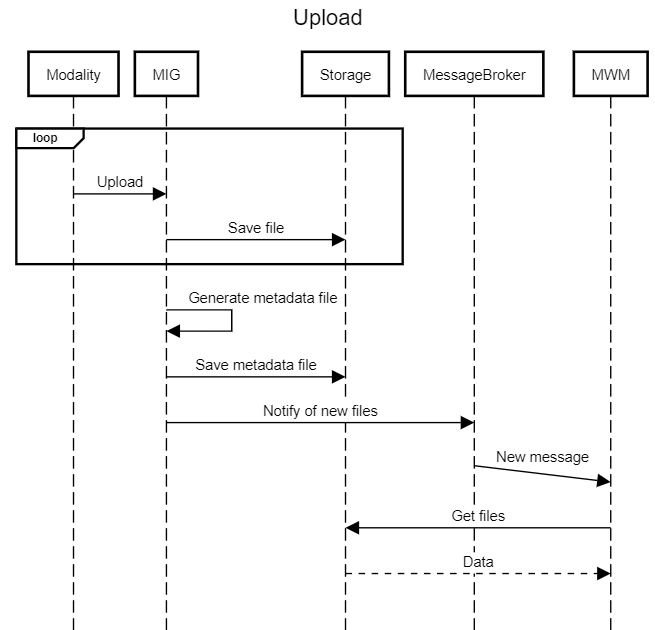 Upload
Modality
MIG
Storage
MessageBroker
MWM
loop
Upload
Save file
Generate metadata file
Save metadata file
Notify of new files
New message
Get files
Data